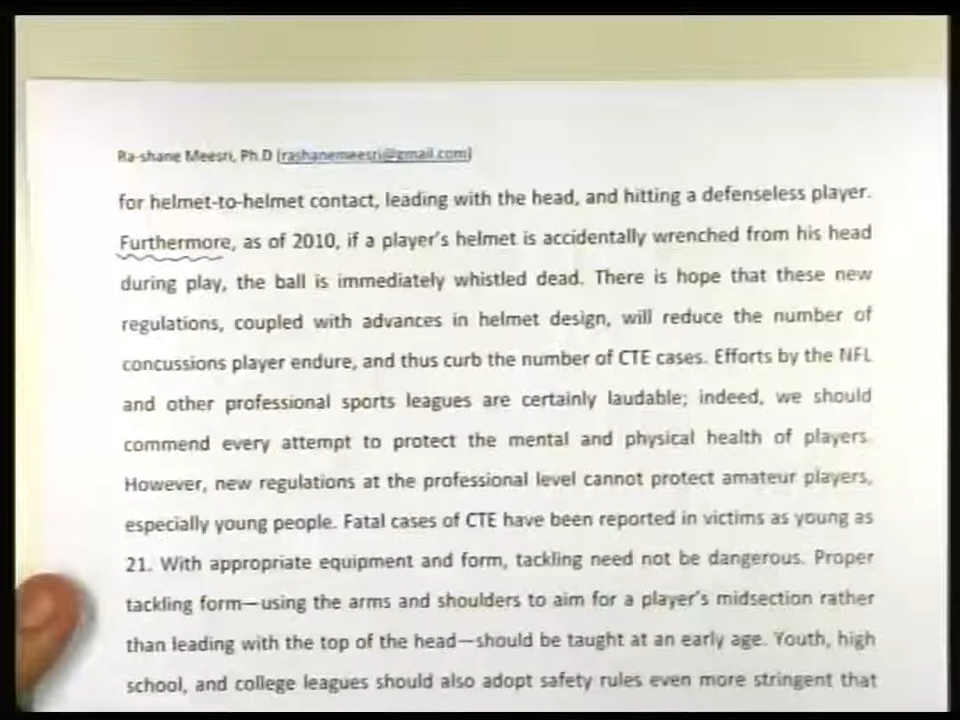 Ra-shane Meesri, Ph.D (rashanemeesri@gmail.com)
for helmet-to-helmet contact, leading with the head, and hitting a defenseless player.
Furthermore, as of 2010, if a player's helmet is accidentally wrenched from his head
during play, the ball is immediately whistled dead. There is hope that these new
regulations, coupled with advances in helmet design, will reduce the number of
concussions player endure, and thus curb the number of CTE cases. Efforts by the NFL
and other professional sports leagues are certainly laudable; indeed, we should
commend every attempt to protect the mental and physical health of players.
However, new regulations at the professional level cannot protect amateur players,
especially young people. Fatal cases of CTE have been reported in victims as young as
21. With appropriate equipment and form, tackling need not be dangerous. Proper
tackling form—using the arms and shoulders to aim for a player's midsection rather
than leading with the top of the head—should be taught at an early age. Youth, high
school, and college leagues should also adopt safety rules even more stringent that